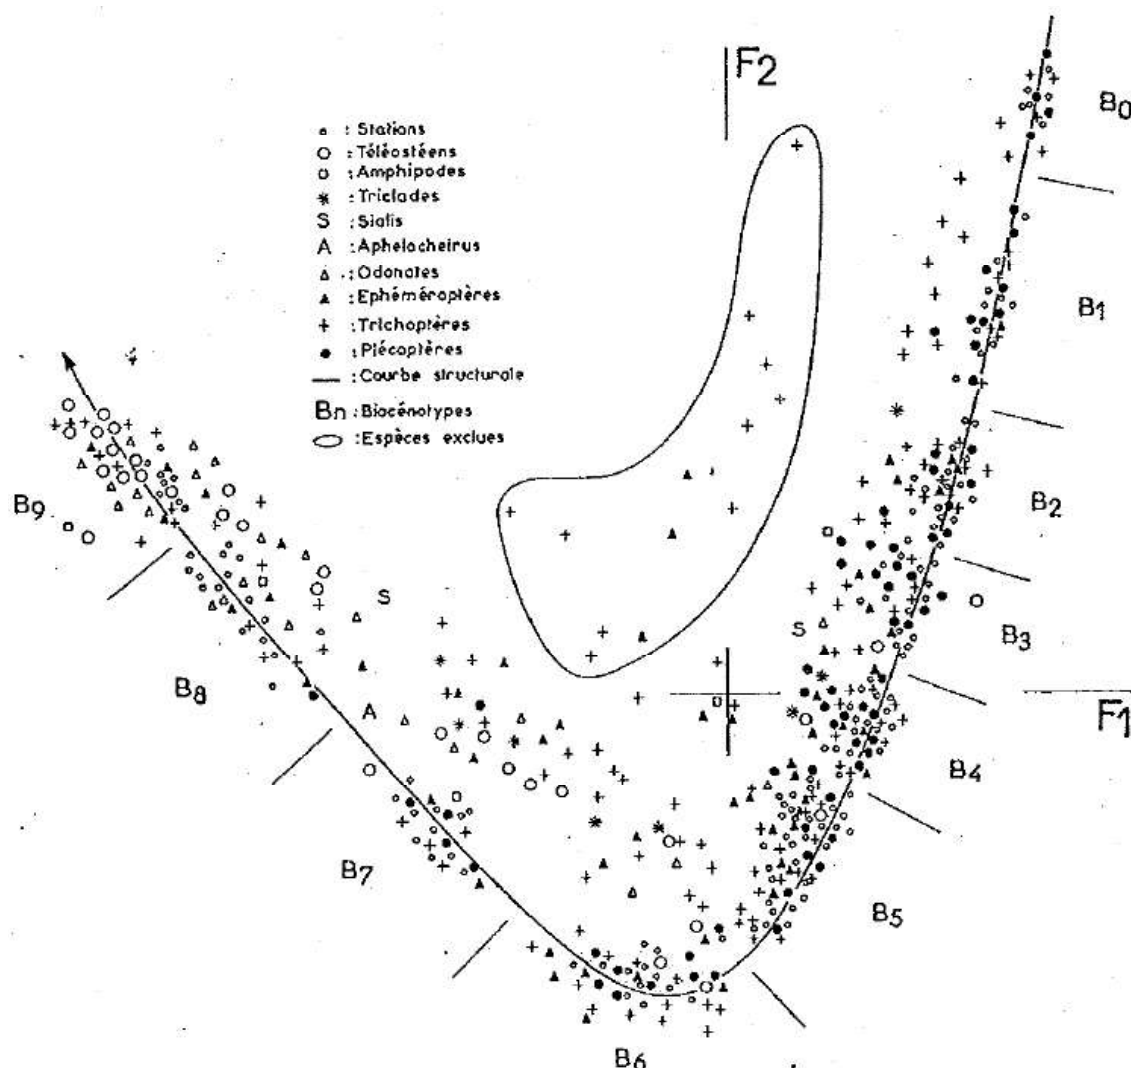 F2
° : Stations
○ : Téléostéens
□ : Amphipodes
* : Triclades
S : Sialis
A : Aphelocheirus
△ : Odonates
▲ : Ephéméroptères
+ : Trichoptères
● : Plécoptères
— : Courbe structurale
Bn : Biocénotypes
⬭ : Espèces exclues
B0
B1
B2
B9
S
S
B3
B8
A
F1
B4
B7
B5
B6